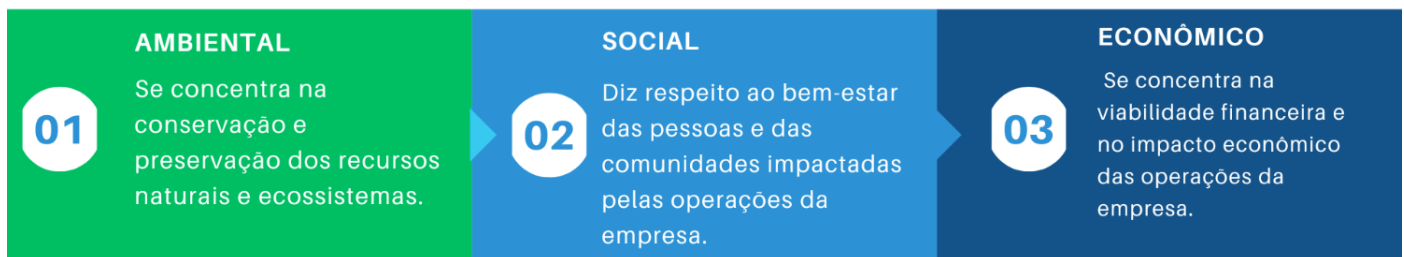 01
AMBIENTAL
Se concentra na
conservação e
preservação dos recursos
naturais e ecossistemas.
02
SOCIAL
Diz respeito ao bem-estar
das pessoas e das
comunidades impactadas
pelas operações da
empresa.
03
ECONÔMICO
Se concentra na
viabilidade financeira e
no impacto econômico
das operações da
empresa.